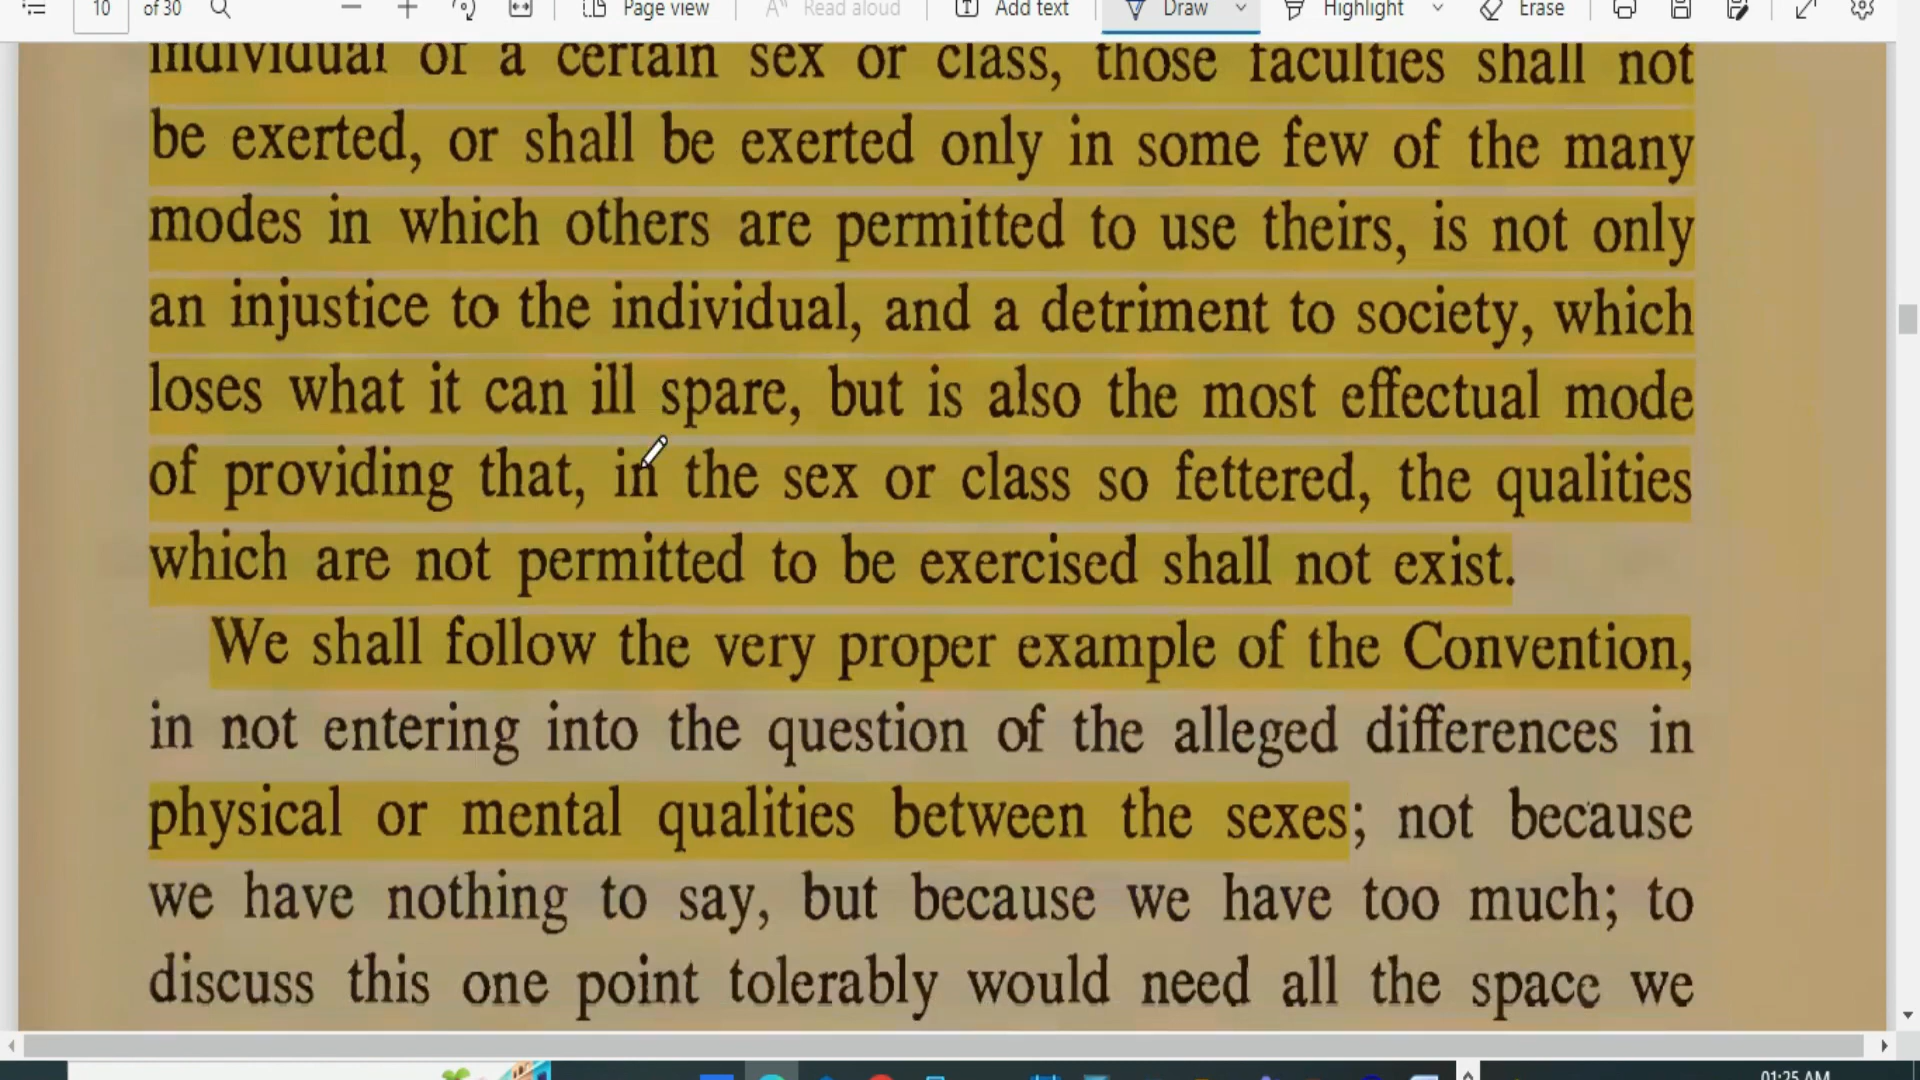 10 of 30 Page view Read aloud Add text Draw Highlight Erase
individual of a certain sex or class, those faculties shall not
be exerted, or shall be exerted only in some few of the many
modes in which others are permitted to use theirs, is not only
an injustice to the individual, and a detriment to society, which
loses what it can ill spare, but is also the most effectual mode
of providing that, in the sex or class so fettered, the qualities
which are not permitted to be exercised shall not exist.
We shall follow the very proper example of the Convention,
in not entering into the question of the alleged differences in
physical or mental qualities between the sexes; not because
we have nothing to say, but because we have too much; to
discuss this one point tolerably would need all the space we
01:25 AM